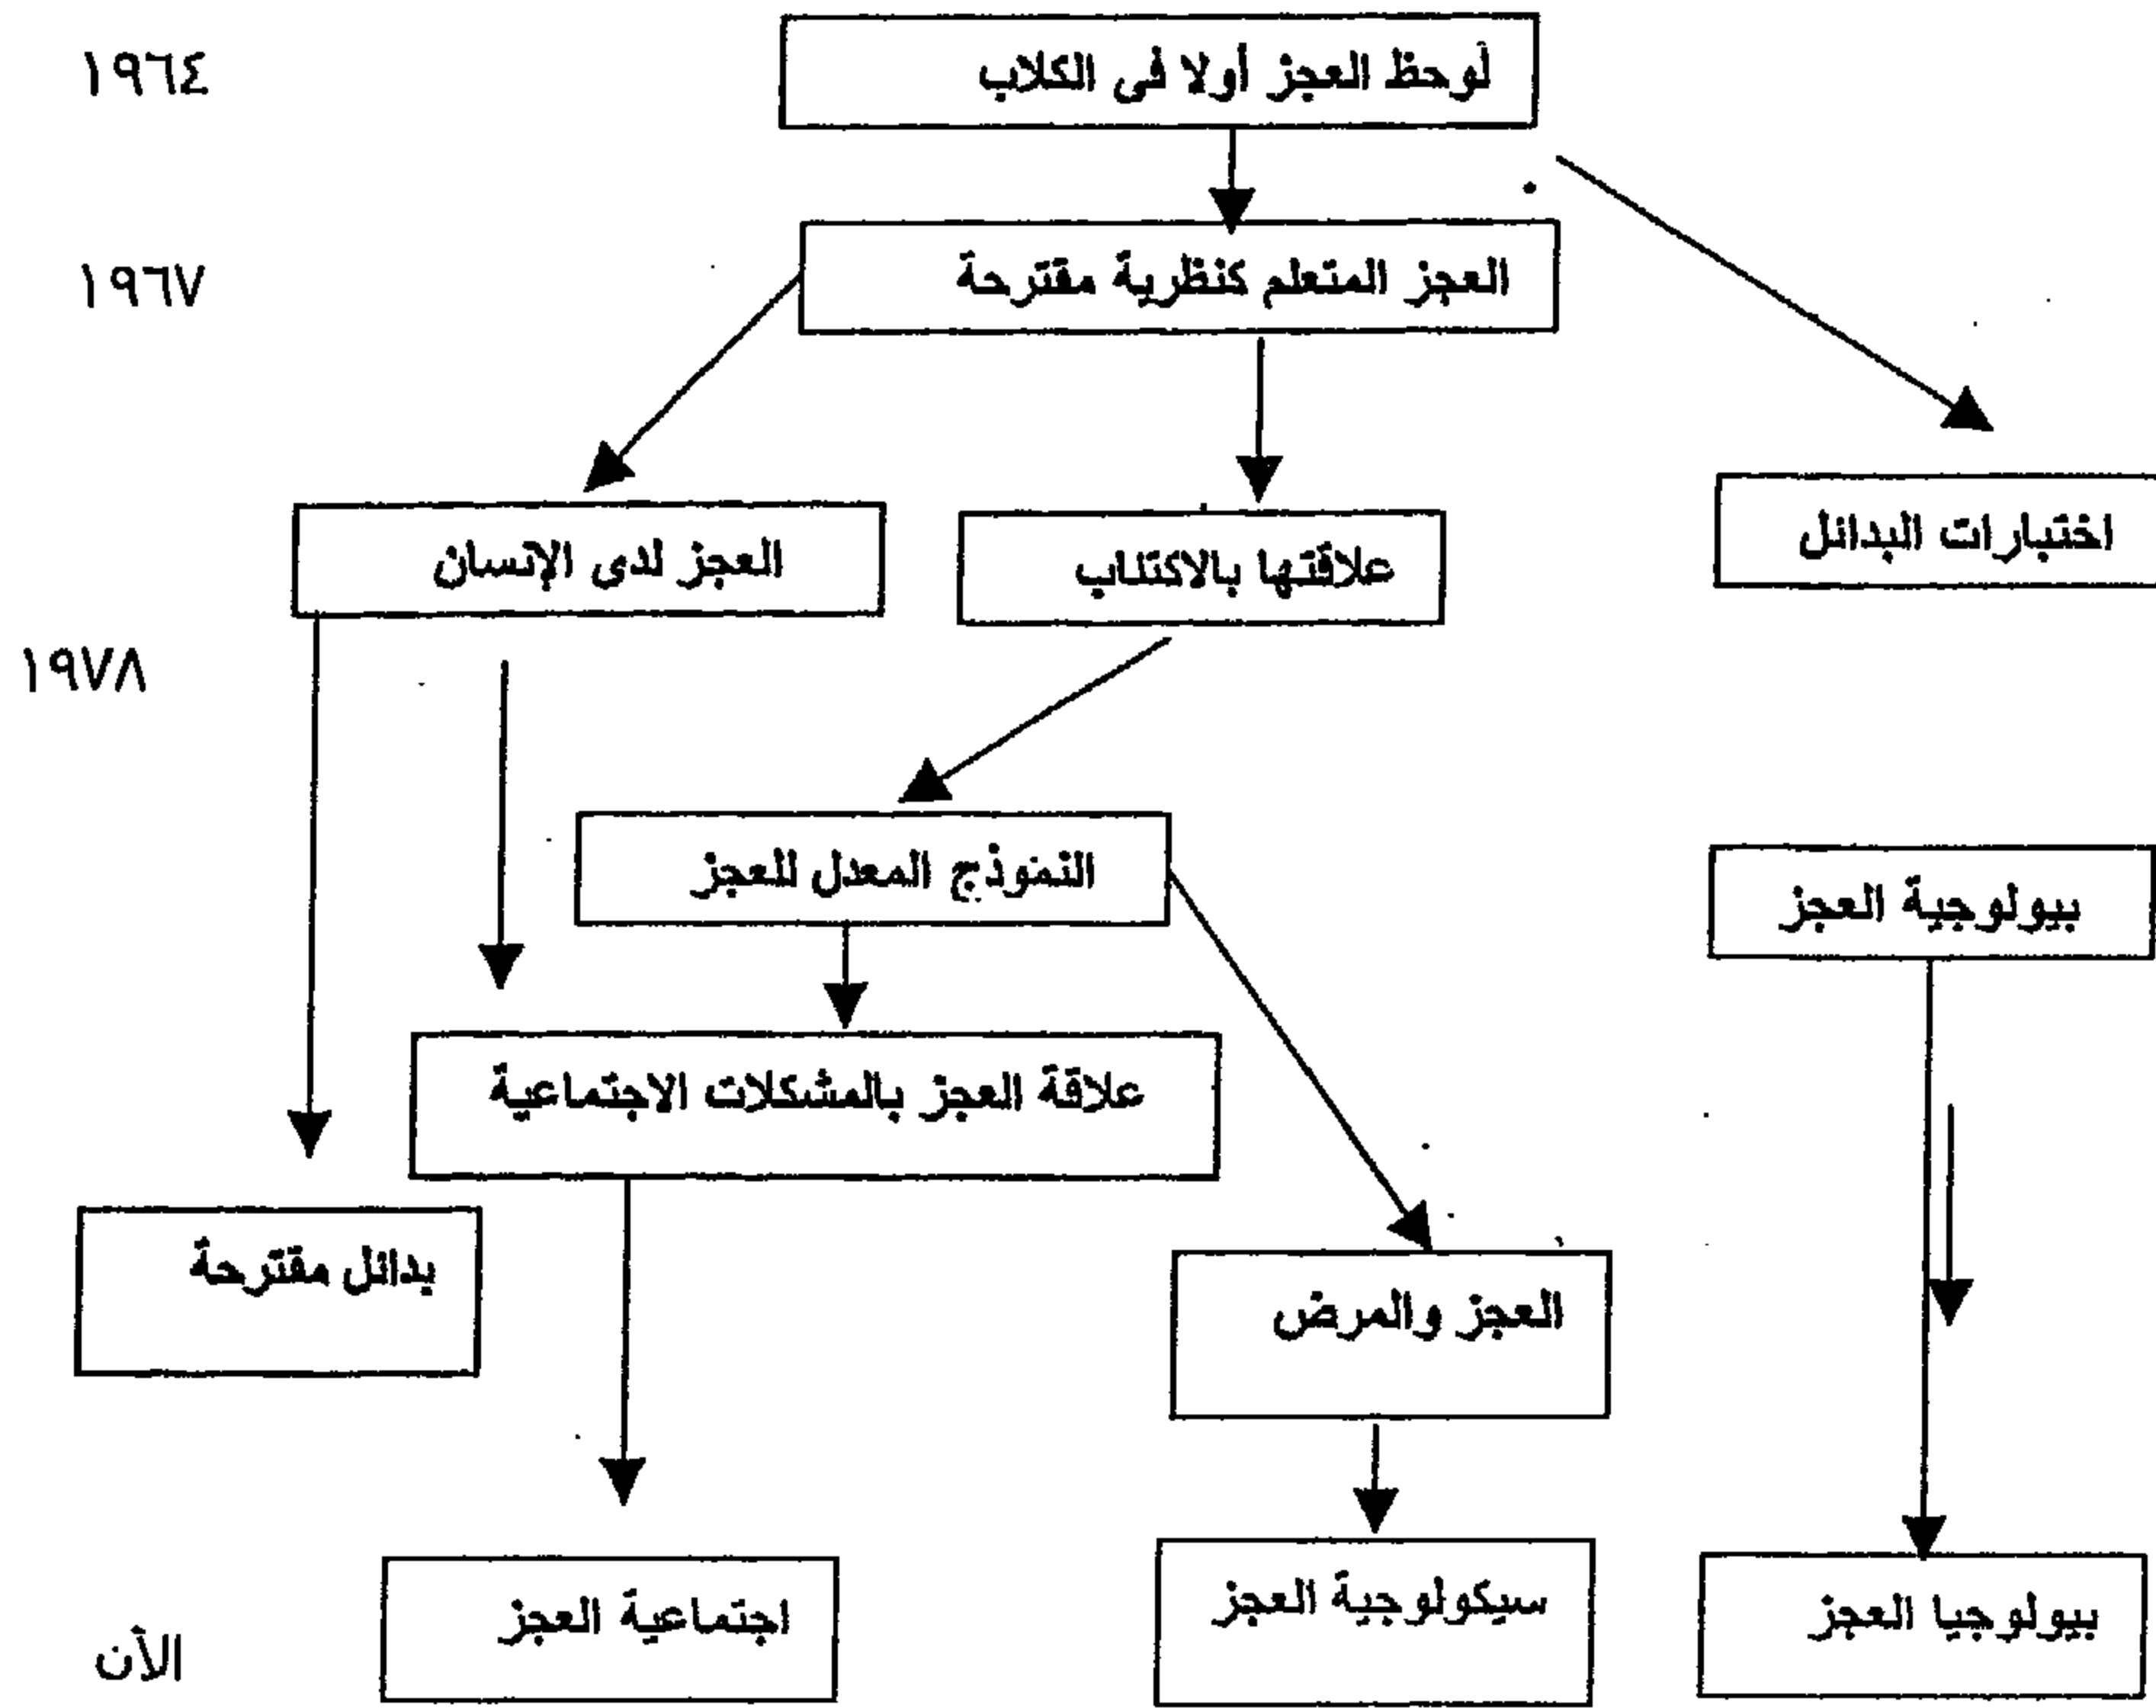 ١٩٦٤
لوحظ العجز أولا فى الكلاب
١٩٦٧
العجز المتعلم كنظرية مقترحة
اختبارات البدائل
علاقتها بالاكتئاب
العجز لدى الإنسان
١٩٧٨
النموذج المعدل للعجز
بيولوجية العجز
علاقة العجز بالمشكلات الاجتماعية
بدائل مقترحة
العجز والمرض
بيولوجيا العجز
سيكولوجية العجز
اجتماعية العجز
الآن